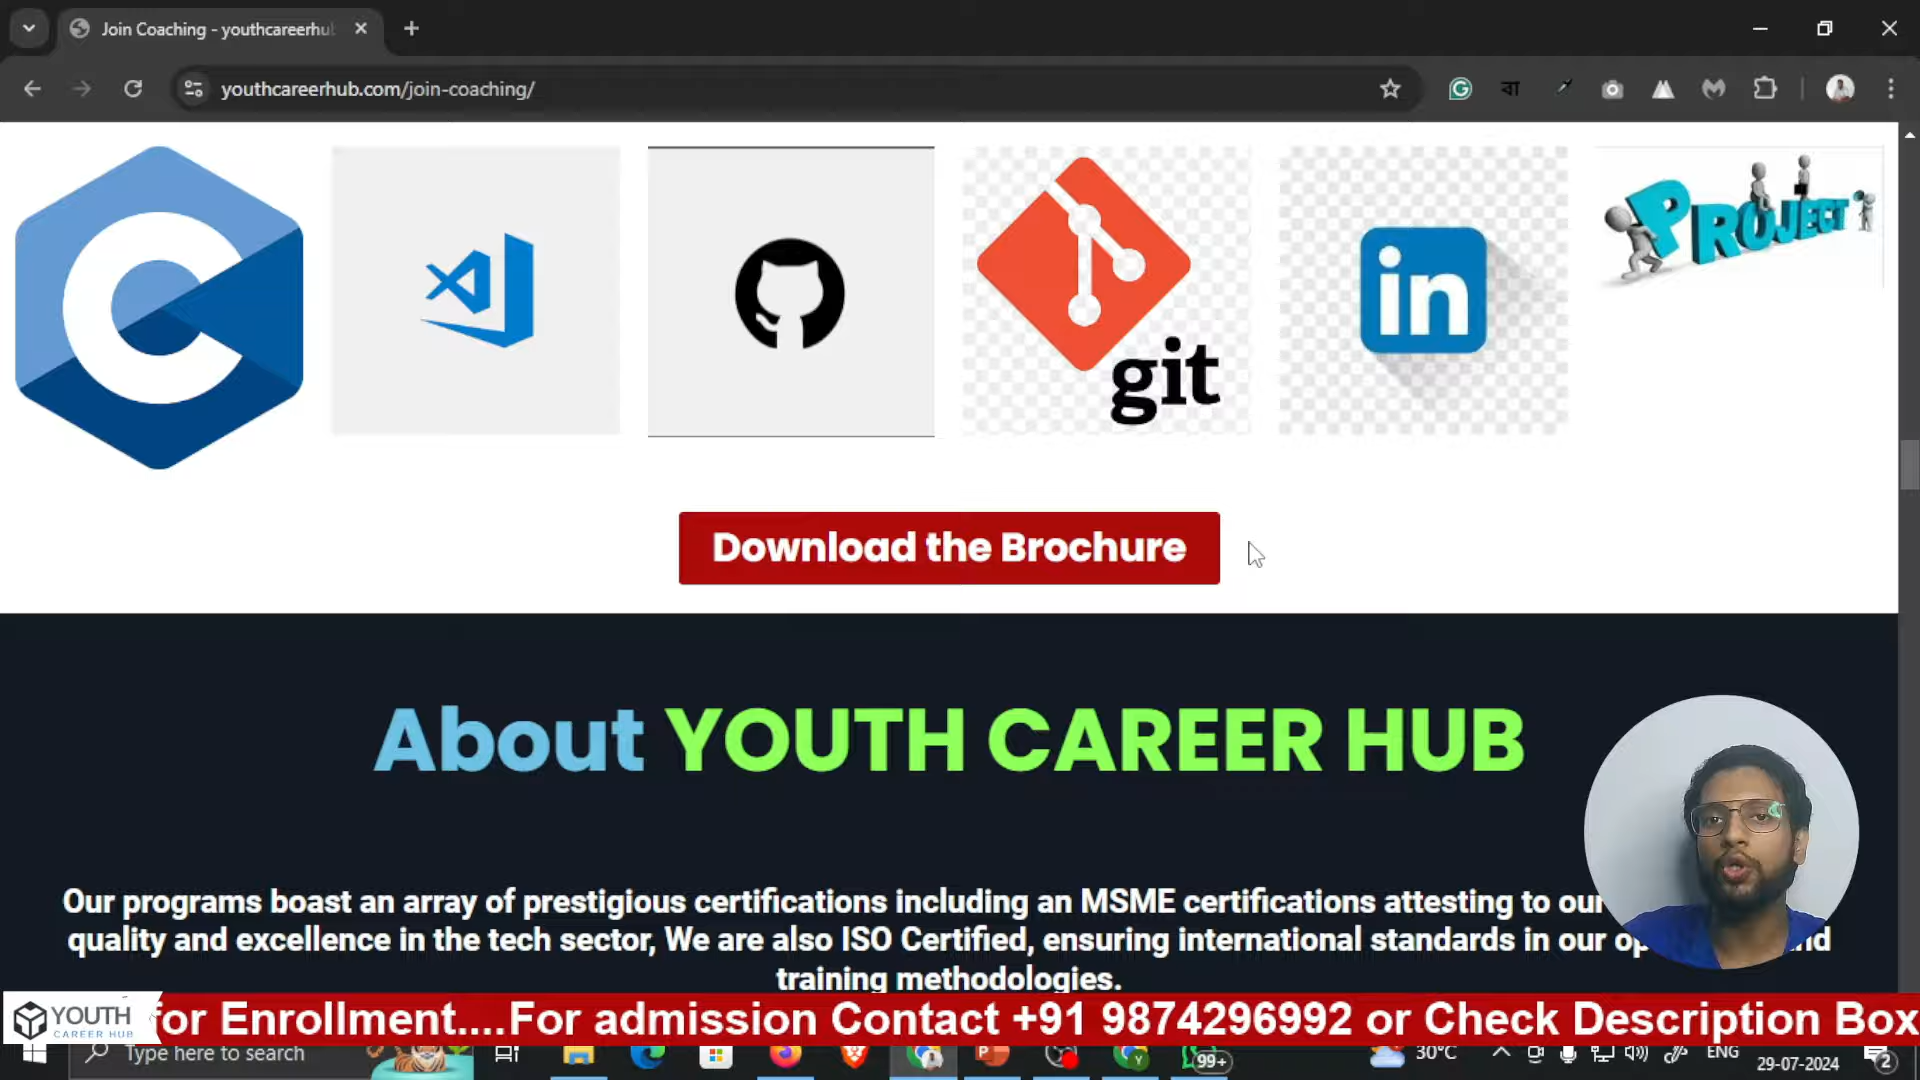 Join Coaching - youthcareerhu
youthcareerhub.com/join-coaching/
বা
git
in
PROJECT
Download the Brochure
About YOUTH CAREER HUB
Our programs boast an array of prestigious certifications including an MSME certifications attesting to our
quality and excellence in the tech sector, We are also ISO Certified, ensuring international standards in our op nd
training methodologies.
YOUTH
CAREER HUB
for Enrollment....For admission Contact +91 9874296992 or Check Description Box
Type here to search
99+
30°C
ENG
29-07-2024
2